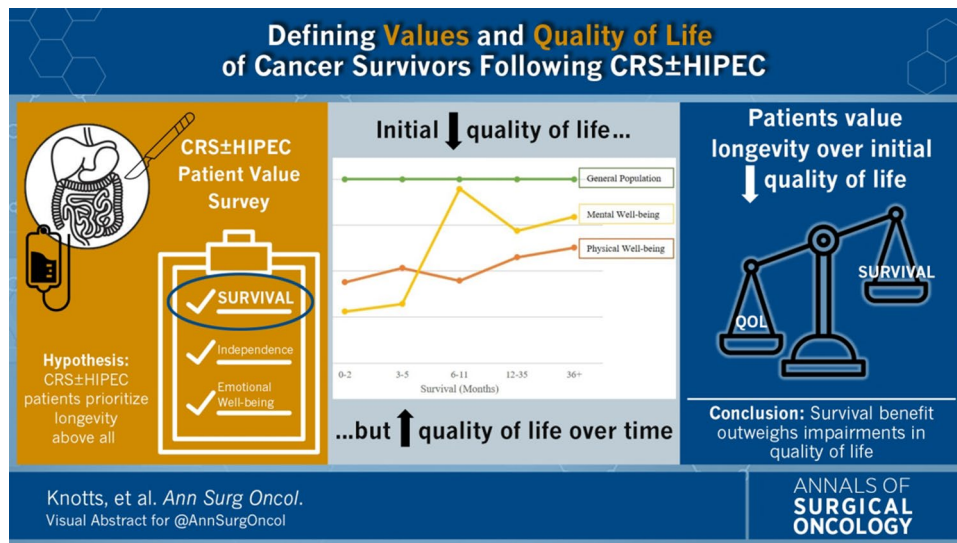 Defining Values and Quality of Life
of Cancer Survivors Following CRS±HIPEC
CRS±HIPEC
Patient Value
Survey
SURVIVAL
Independence
Emotional
Well-being
Hypothesis:
CRS±HIPEC
patients prioritize
longevity
above all
Initial quality of life...
General Population
Mental Well-being
Physical Well-being
0-2 3-5 6-11 12-35 36+
Survival (Months)
...but quality of life over time
Patients value
longevity over initial
quality of life
SURVIVAL
QOL
Conclusion: Survival benefit
outweighs impairments in
quality of life
Knotts, et al. Ann Surg Oncol.
Visual Abstract for @AnnSurgOncol
ANNALS OF
SURGICAL
ONCOLOGY